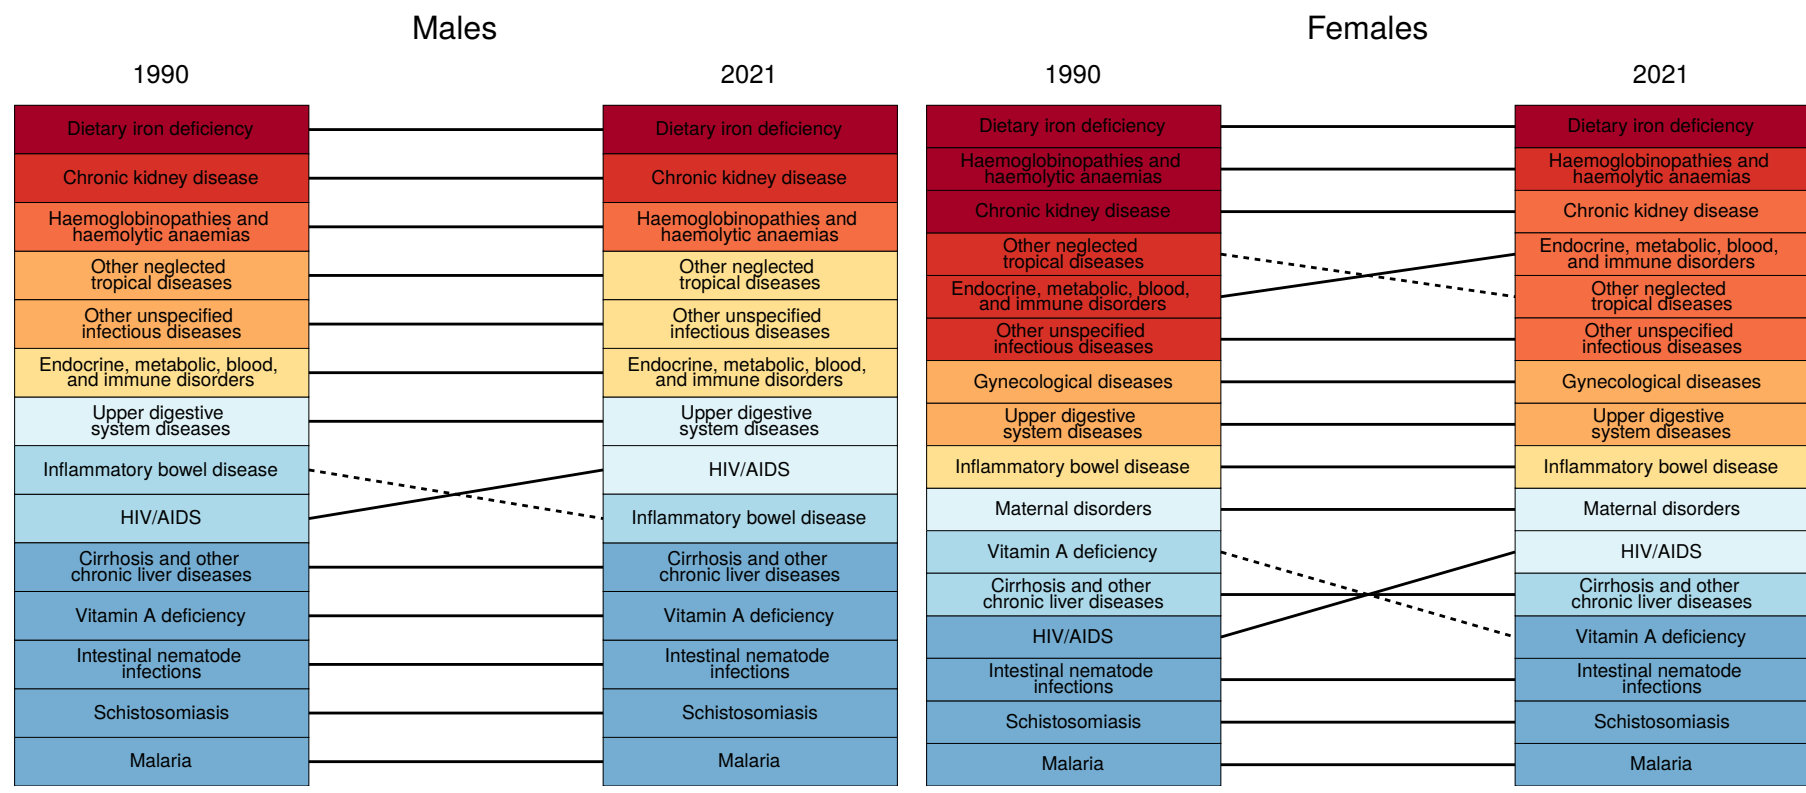 Males
1990
2021
Dietary iron deficiency
Chronic kidney disease
Haemoglobinopathies and
haemolytic anaemias
Other neglected
tropical diseases
Other unspecified
infectious diseases
Endocrine, metabolic, blood,
and immune disorders
Upper digestive
system diseases
Inflammatory bowel disease
HIV/AIDS
Cirrhosis and other
chronic liver diseases
Vitamin A deficiency
Intestinal nematode
infections
Schistosomiasis
Malaria
Dietary iron deficiency
Chronic kidney disease
Haemoglobinopathies and
haemolytic anaemias
Other neglected
tropical diseases
Other unspecified
infectious diseases
Endocrine, metabolic, blood,
and immune disorders
Upper digestive
system diseases
HIV/AIDS
Inflammatory bowel disease
Cirrhosis and other
chronic liver diseases
Vitamin A deficiency
Intestinal nematode
infections
Schistosomiasis
Malaria
Females
1990
2021
Dietary iron deficiency
Haemoglobinopathies and
haemolytic anaemias
Chronic kidney disease
Other neglected
tropical diseases
Endocrine, metabolic, blood,
and immune disorders
Other unspecified
infectious diseases
Gynecological diseases
Upper digestive
system diseases
Inflammatory bowel disease
Maternal disorders
Vitamin A deficiency
Cirrhosis and other
chronic liver diseases
HIV/AIDS
Intestinal nematode
infections
Schistosomiasis
Malaria
Dietary iron deficiency
Haemoglobinopathies and
haemolytic anaemias
Chronic kidney disease
Endocrine, metabolic, blood,
and immune disorders
Other neglected
tropical diseases
Other unspecified
infectious diseases
Gynecological diseases
Upper digestive
system diseases
Inflammatory bowel disease
Maternal disorders
HIV/AIDS
Cirrhosis and other
chronic liver diseases
Vitamin A deficiency
Intestinal nematode
infections
Schistosomiasis
Malaria